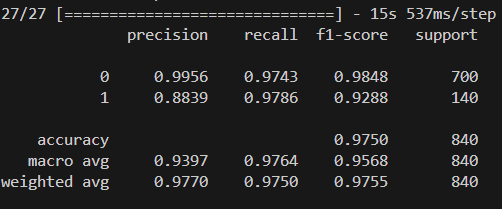 27/27 [==============================] - 15s 537ms/step
precision recall f1-score support
0 0.9956 0.9743 0.9848 700
1 0.8839 0.9786 0.9288 140
accuracy 0.9750 840
macro avg 0.9397 0.9764 0.9568 840
weighted avg 0.9770 0.9750 0.9755 840